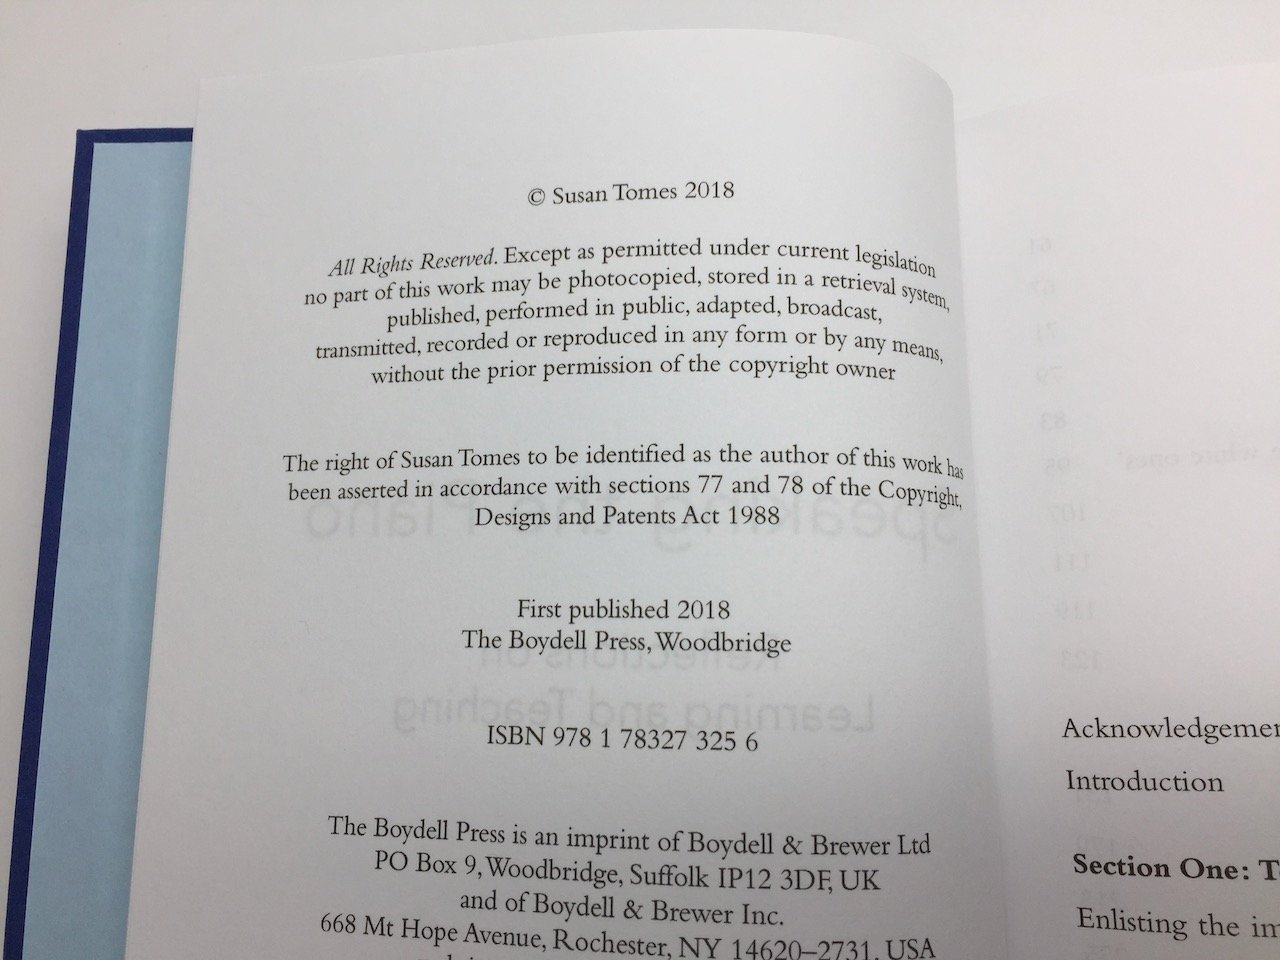 © Susan Tomes 2018
All Rights Reserved. Except as permitted under current legislation
no part of this work may be photocopied, stored in a retrieval system,
published, performed in public, adapted, broadcast,
transmitted, recorded or reproduced in any form or by any means,
without the prior permission of the copyright owner
The right of Susan Tomes to be identified as the author of this work has
been asserted in accordance with sections 77 and 78 of the Copyright,
Designs and Patents Act 1988
First published 2018
The Boydell Press, Woodbridge
ISBN 978 1 78327 325 6
The Boydell Press is an imprint of Boydell & Brewer Ltd
PO Box 9, Woodbridge, Suffolk IP12 3DF, UK
and of Boydell & Brewer Inc.
668 Mt Hope Avenue, Rochester, NY 14620–2731, USA
Acknowledgemen
Introduction
Section One: T
Enlisting the im